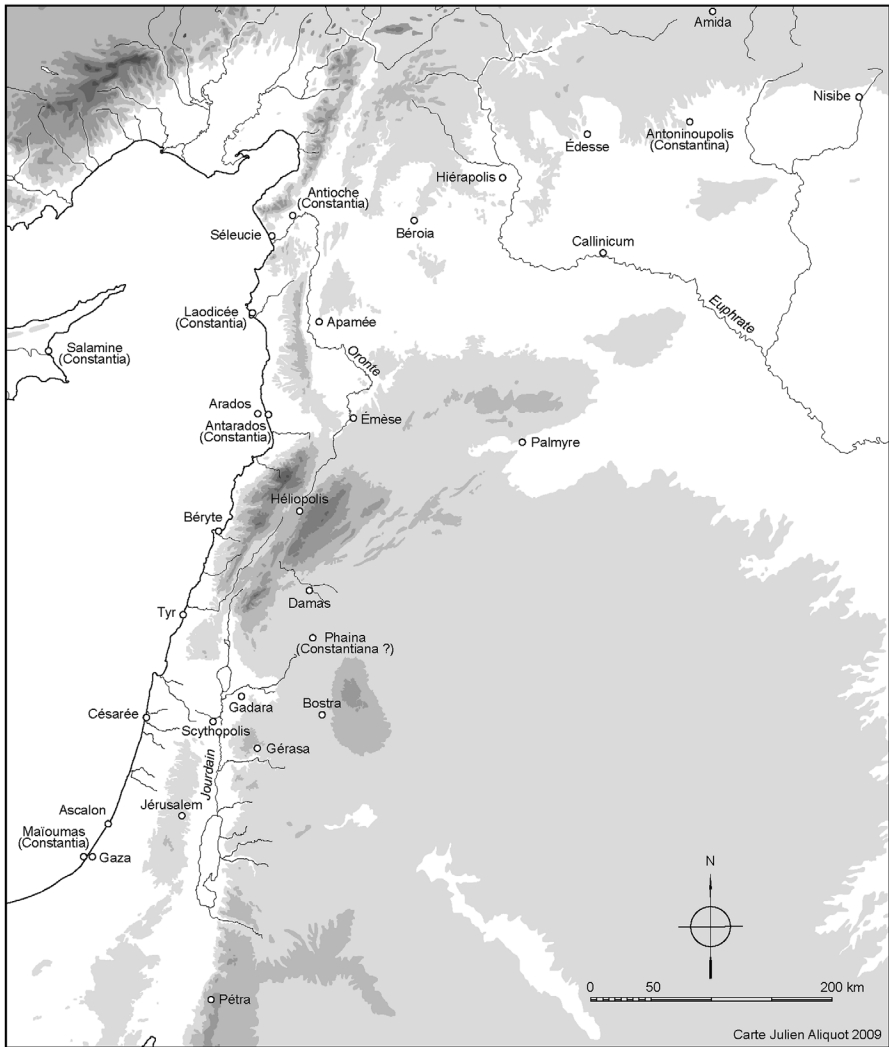 Amida
Nisibe
Antoninoupolis
(Constantina)
Édesse
Hiérapolis
Antioche
(Constantia)
Béroia
Séleucie
Callinicum
Euphrate
Laodicée
(Constantia)
Apamée
Salamine
(Constantia)
Oronte
Arados
Antarados
(Constantia)
Émèse
Palmyre
Héliopolis
Béryte
Damas
Tyr
Phaina
(Constantiana ?)
Gadara
Bostra
Césarée
Scythopolis
Gérasa
Jourdain
Jérusalem
Ascalon
Maïoumas
(Constantia)
Gaza
N
Pétra
0 50 200 km
Carte Julien Aliquot 2009